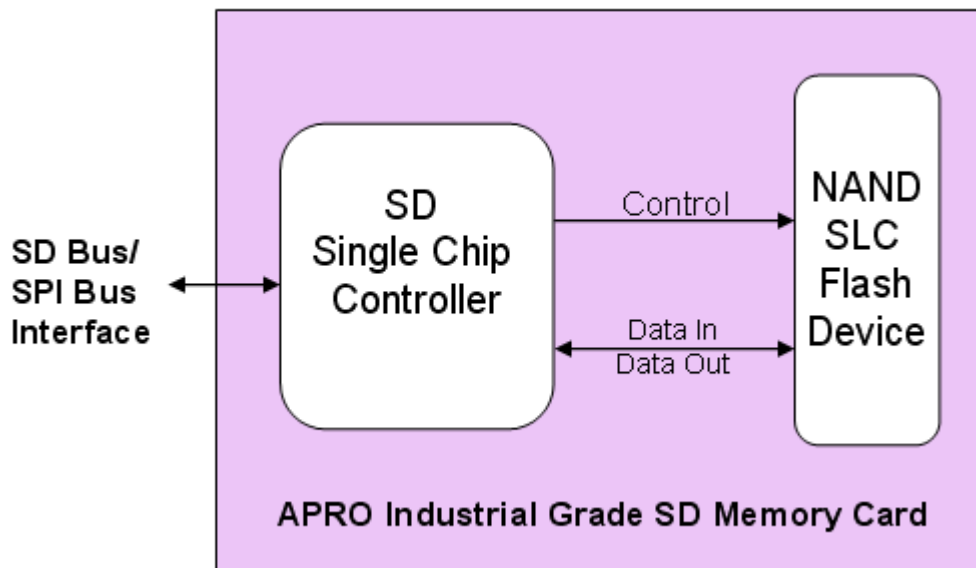 SD Bus/
SPI Bus
Interface
SD
Single Chip
Controller
Control
Data In
Data Out
NAND
SLC
Flash
Device
APRO Industrial Grade SD Memory Card